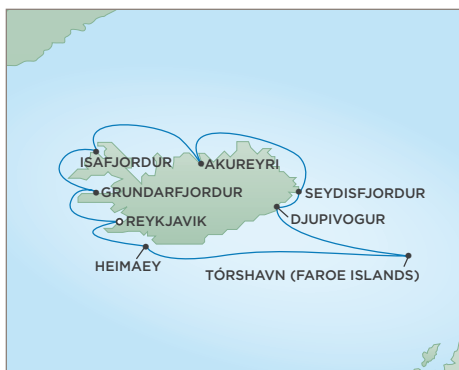 ISAFJORDUR
AKUREYRI
GRUNDARFJORDUR
SEYDISFJORDUR
REYKJAVIK
DJUPIVOGUR
HEIMAEY
TÓRSHAVN (FAROE ISLANDS)